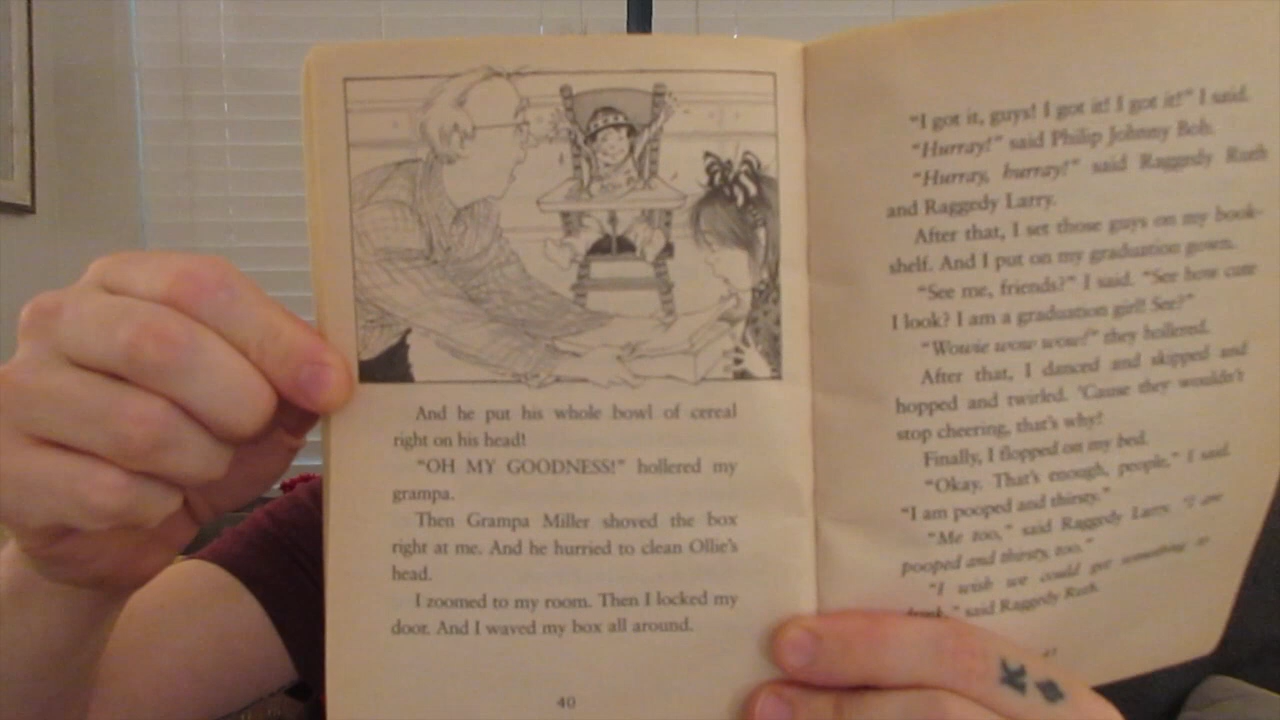 And he put his whole bowl of cereal
right on his head!
"OH MY GOODNESS!" hollered my
grampa.
Then Grampa Miller shoved the box
right at me. And he hurried to clean Ollie's
head.
I zoomed to my room. Then I locked my
door. And I waved my box all around.
40
"I got it, guys! I got it! I got it!" I said.
"Hurray!" said Philip Johnny Bob.
"Hurray, hurray!" said Raggedy Ruth
and Raggedy Larry.
After that, I set those guys on my book-
shelf. And I put on my graduation gown.
"See me, friends?" I said. "See how cute
I look? I am a graduation girl! See?"
"Wowie wow wow!" they hollered.
After that, I danced and skipped and
hopped and twirled. 'Cause they wouldn't
stop cheering, that's why!
Finally, I flopped on my bed.
"Okay. That's enough, people," I said.
"I am pooped and thirsty."
"Me too," said Raggedy Larry. "I am
pooped and thirsty, too."
"I wish we could get something to
drink," said Raggedy Ruth.
41
K